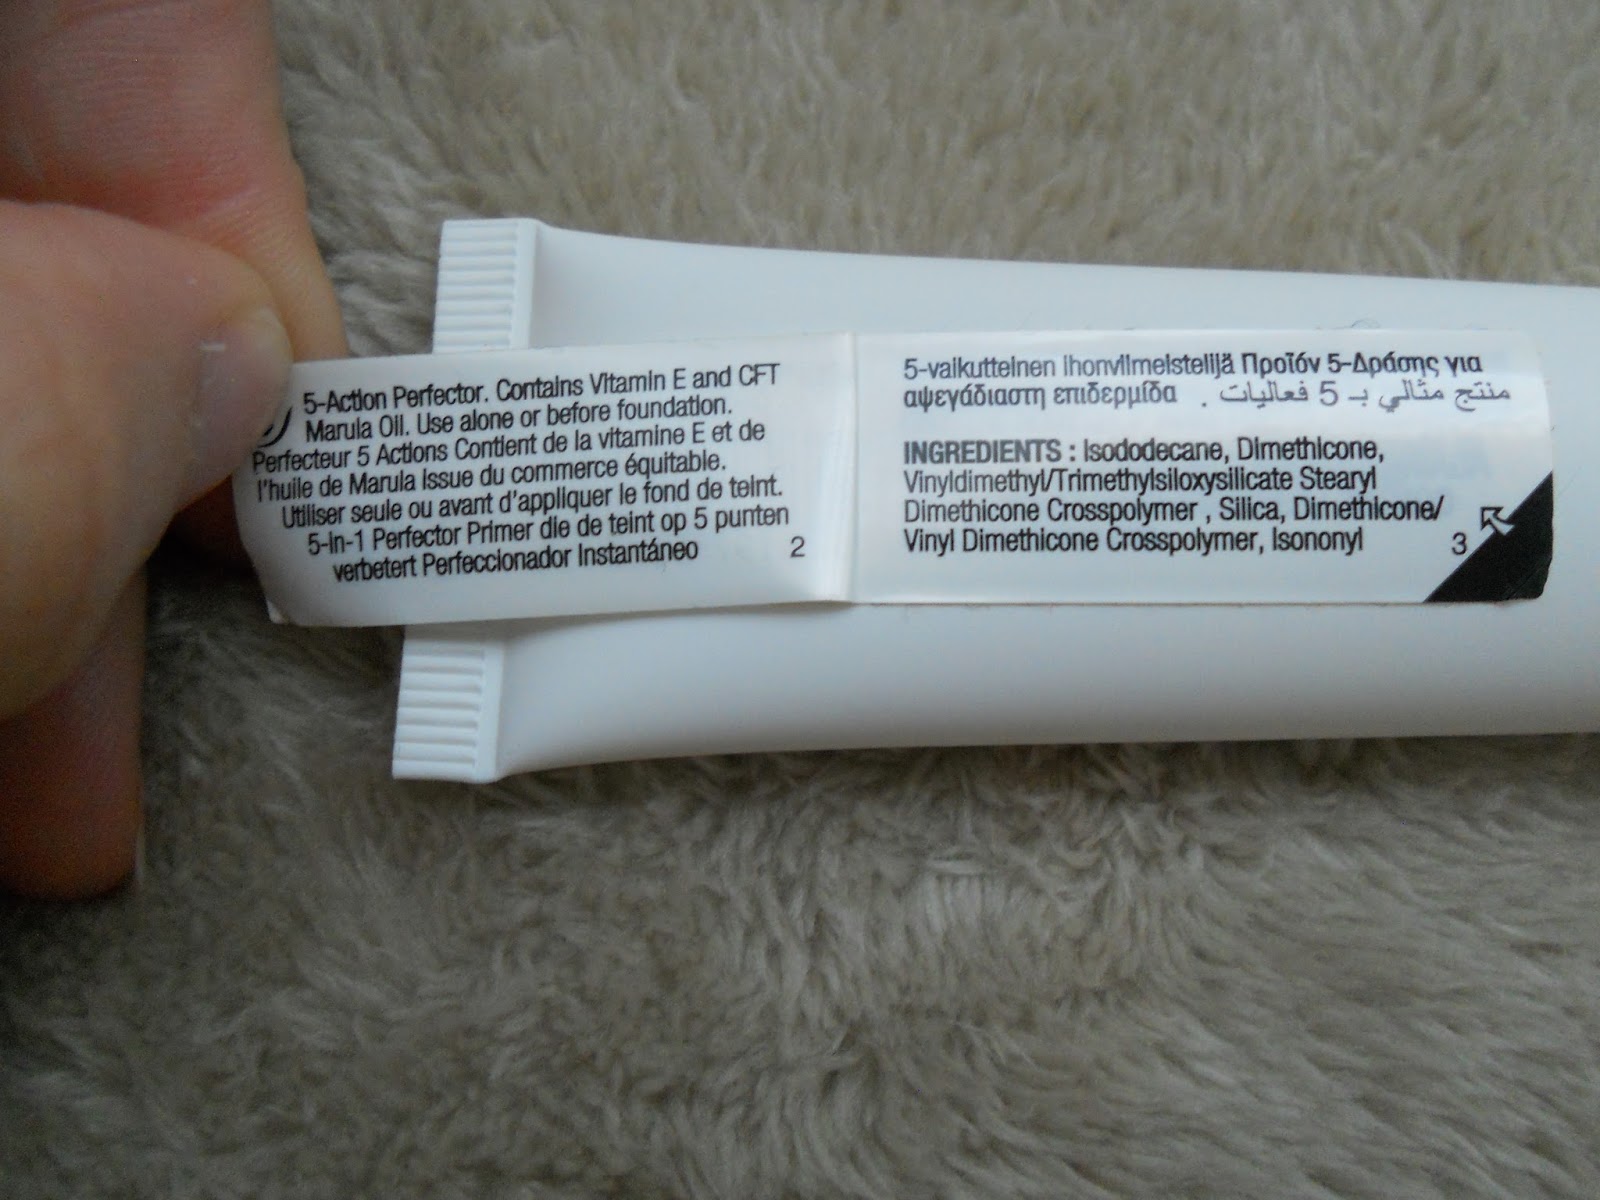 5-Action Perfector. Contains Vitamin E and CFT
Marula Oil. Use alone or before foundation.
Perfecteur 5 Actions Contient de la vitamine E et de
l'huile de Marula issue du commerce équitable.
Utiliser seule ou avant d'appliquer le fond de teint.
5-in-1 Perfector Primer die de teint op 5 punten
verbetert Perfeccionador Instantáneo
2
5-vaikutteinen ihonviimeistelijä Προϊόν 5-Δράσης για
αψεγάδιαστη επιδερμίδα . منتج مثالي بـ 5 فعاليات
INGREDIENTS : Isododecane, Dimethicone,
Vinyldimethyl/Trimethylsiloxysilicate Stearyl
Dimethicone Crosspolymer , Silica, Dimethicone/
Vinyl Dimethicone Crosspolymer, Isononyl
3